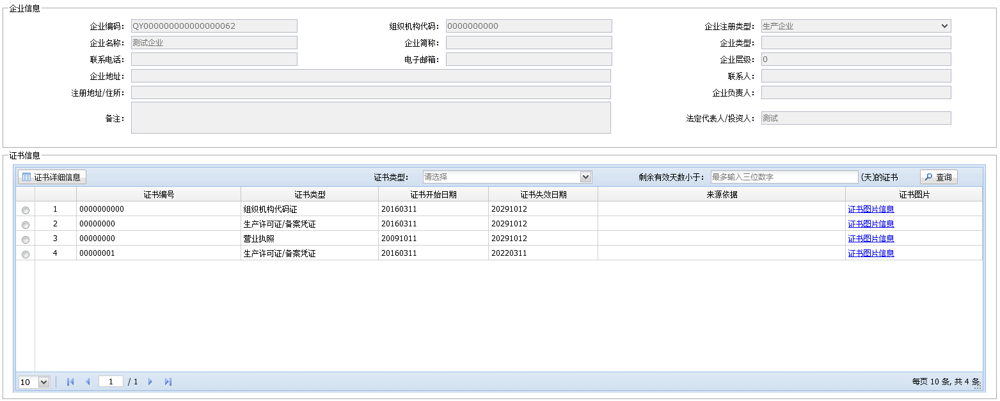 企业信息
企业编码： QY000000000000000062 组织机构代码： 0000000000 企业注册类型： 生产企业
企业名称： 测试企业 企业简称： 企业类型：
联系电话： 电子邮箱： 企业层级： 0
企业地址： 联系人：
注册地址/住所： 企业负责人：
备注： 法定代表人/投资人： 测试
证书信息
证书详细信息 证书类型： 请选择 剩余有效天数小于： 最多输入三位数字 (天)的证书 查询
证书编号 证书类型 证书开始日期 证书失效日期 来源依据 证书图片
1 0000000000 组织机构代码证 20160311 20291012 证书图片信息
2 00000000 生产许可证/备案凭证 20160311 20291012 证书图片信息
3 00000000 营业执照 20091011 20291012 证书图片信息
4 00000001 生产许可证/备案凭证 20160311 20220311 证书图片信息
10 1 / 1 每页 10 条, 共 4 条